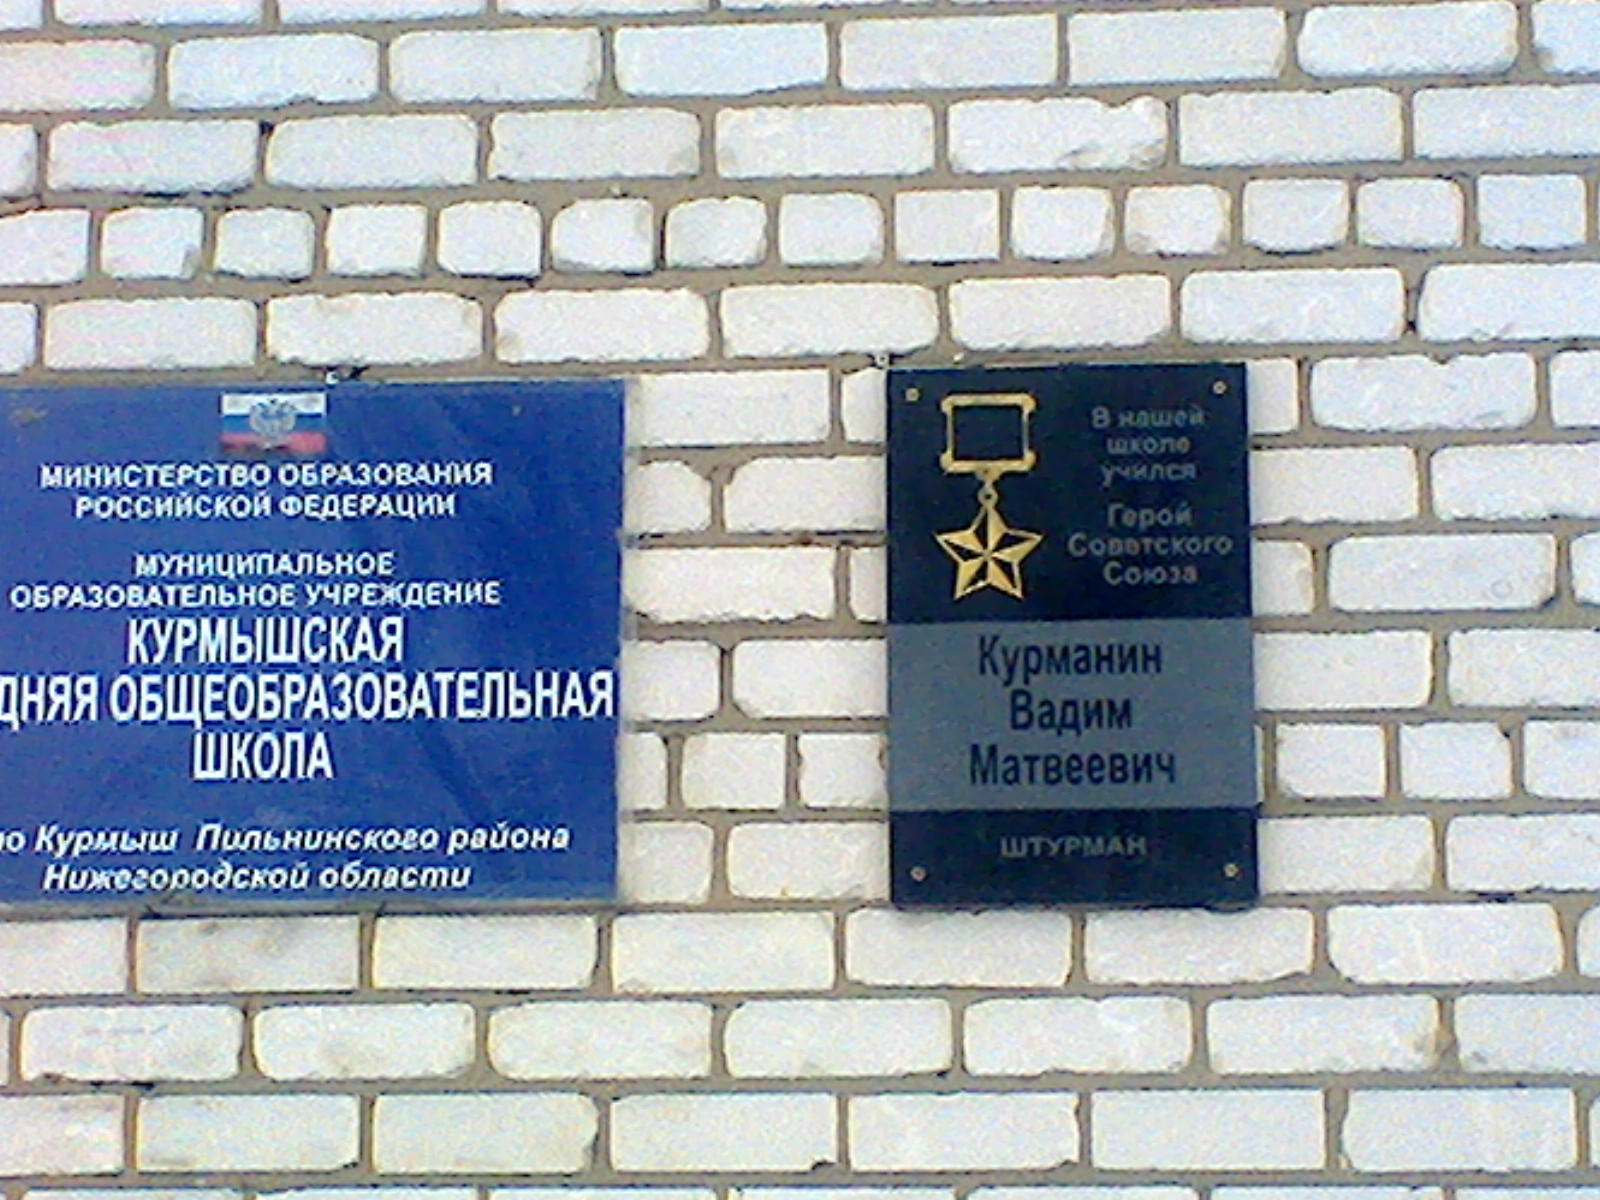 МИНИСТЕРСТВО ОБРАЗОВАНИЯ
РОССИЙСКОЙ ФЕДЕРАЦИИ
МУНИЦИПАЛЬНОЕ
ОБРАЗОВАТЕЛЬНОЕ УЧРЕЖДЕНИЕ
КУРМЫШСКАЯ
ДНЯЯ ОБЩЕОБРАЗОВАТЕЛЬНАЯ
ШКОЛА
ло Курмыш Пильнинского района
Нижегородской области
В нашей
школе
учился
Герой
Советского
Союза
Курманин
Вадим
Матвеевич
ШТУРМАН